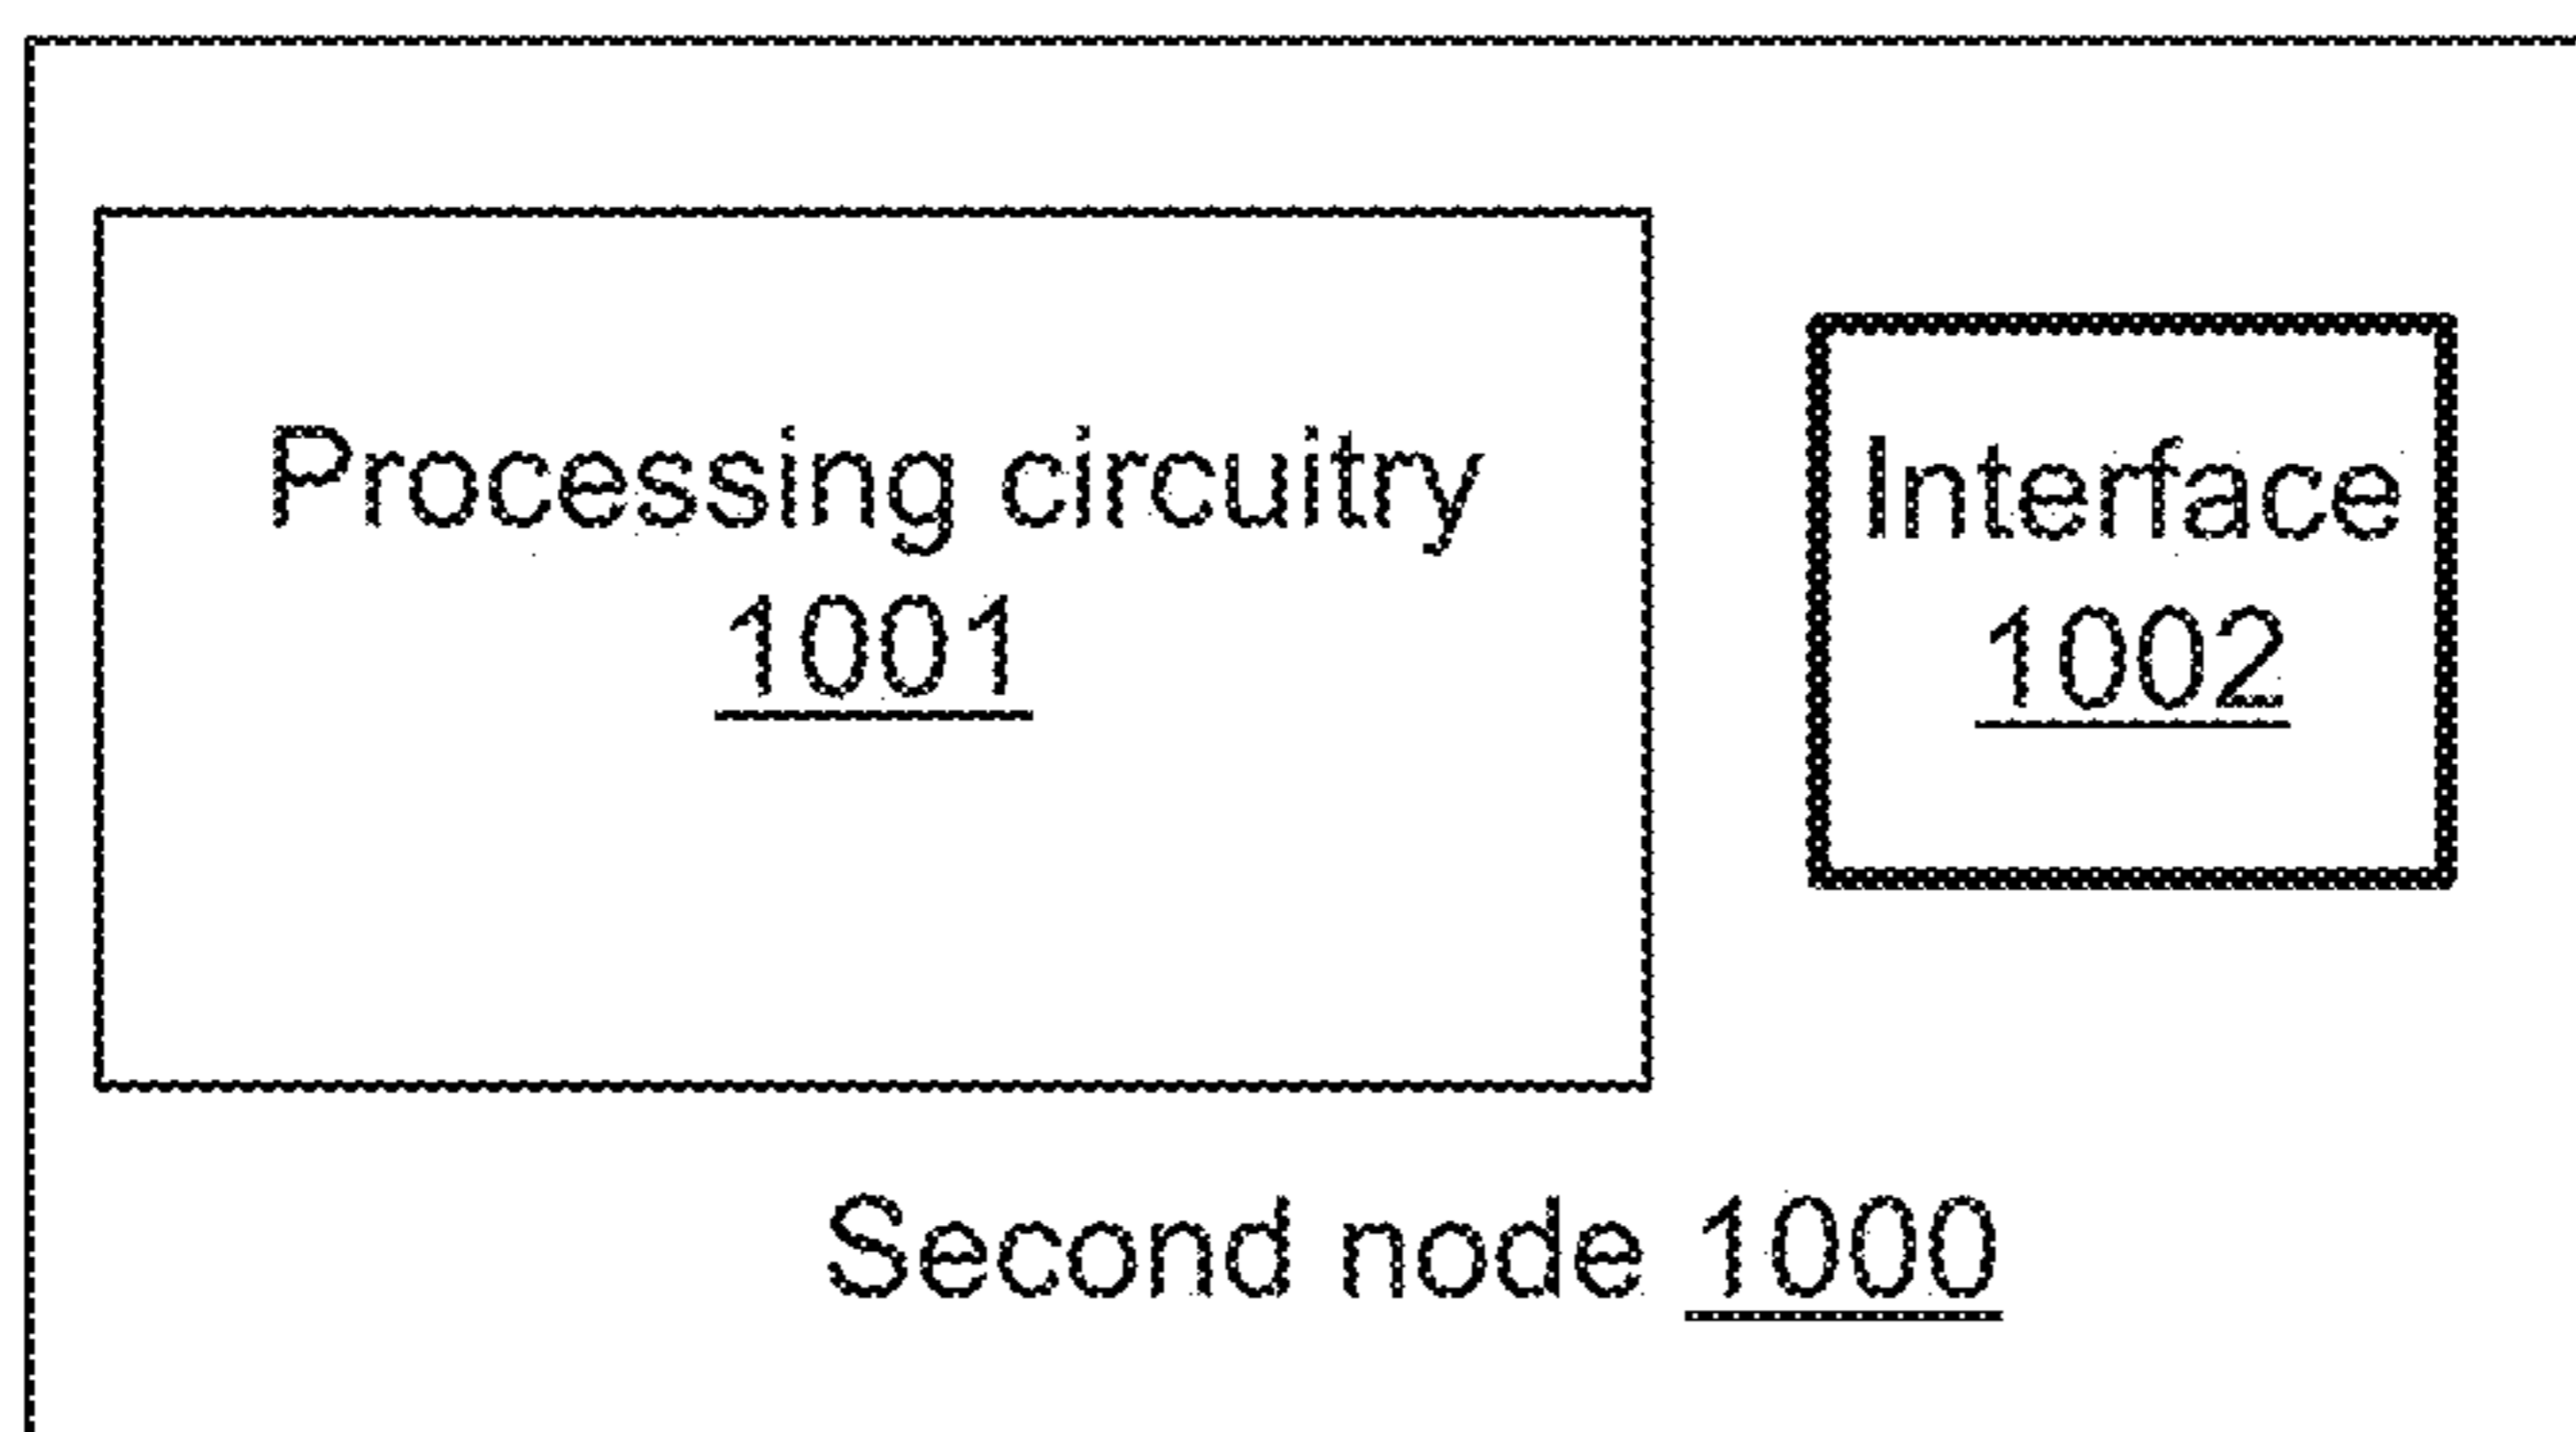 Processing circuitry
1001
Interface
1002
Second node 1000